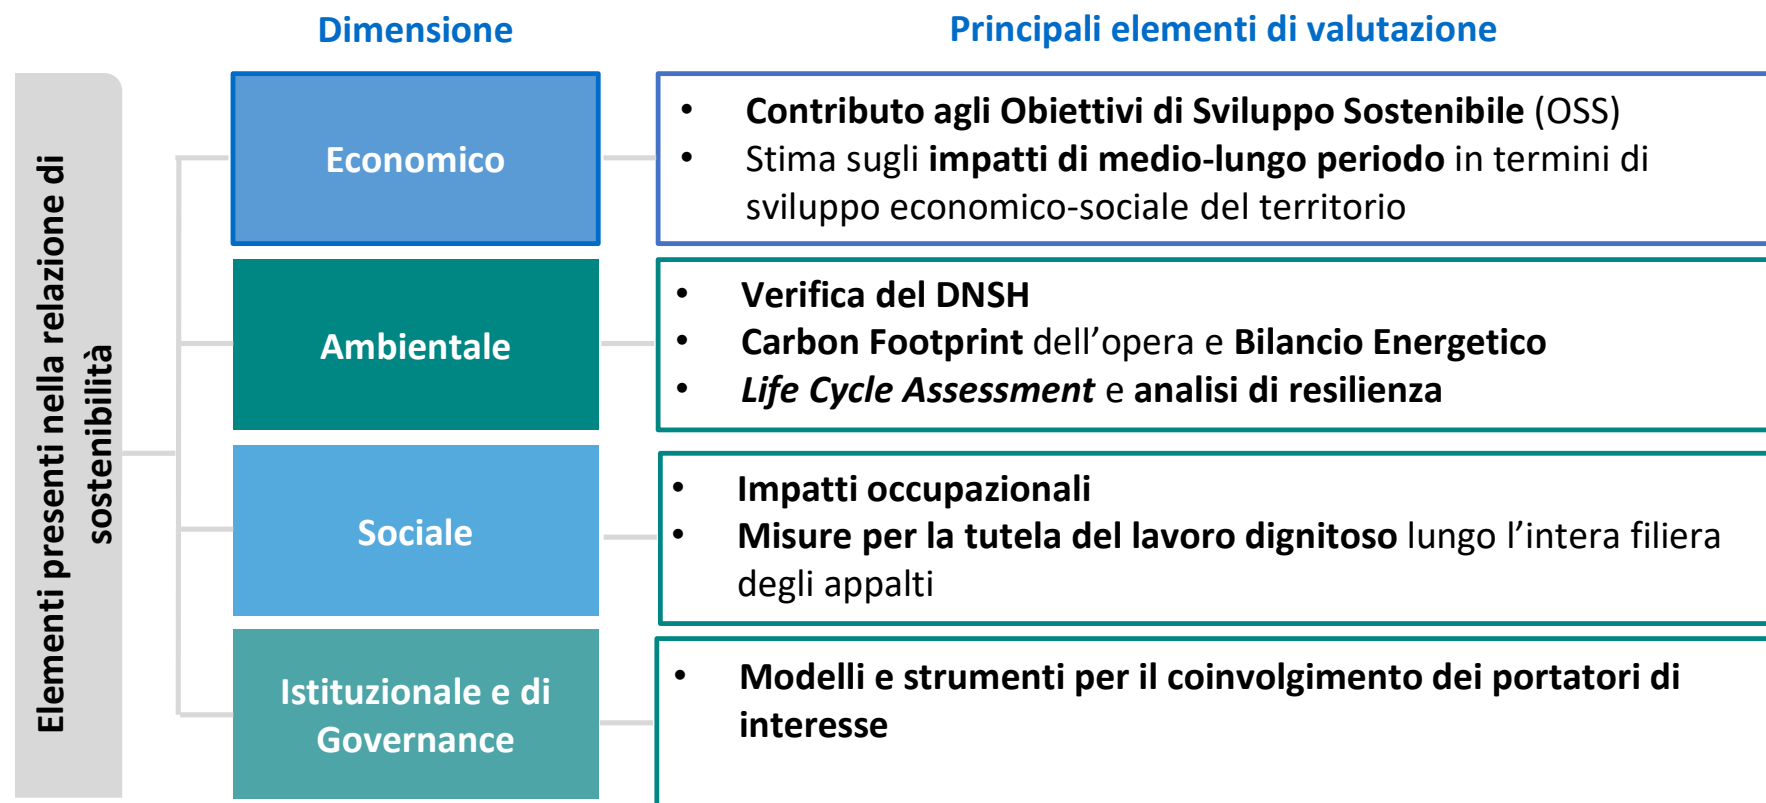 Dimensione
Principali elementi di valutazione
Elementi presenti nella relazione di
sostenibilità
Economico
• Contributo agli Obiettivi di Sviluppo Sostenibile (OSS)
• Stima sugli impatti di medio-lungo periodo in termini di
sviluppo economico-sociale del territorio
Ambientale
• Verifica del DNSH
• Carbon Footprint dell’opera e Bilancio Energetico
• Life Cycle Assessment e analisi di resilienza
Sociale
• Impatti occupazionali
• Misure per la tutela del lavoro dignitoso lungo l’intera filiera
degli appalti
Istituzionale e di
Governance
• Modelli e strumenti per il coinvolgimento dei portatori di
interesse